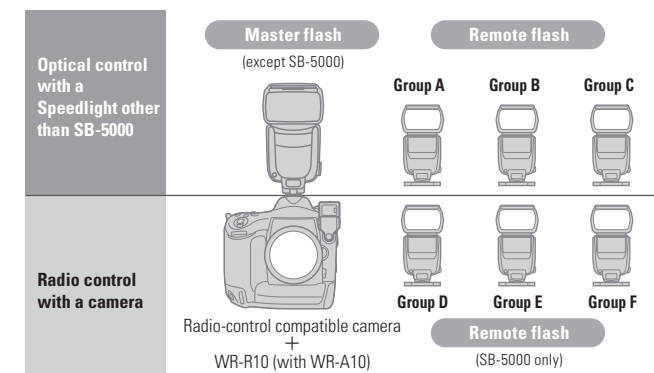 Optical control
with a
Speedlight other
than SB-5000
Master flash
(except SB-5000)
Remote flash
Group A Group B Group C
Radio control
with a camera
Radio-control compatible camera
+
WR-R10 (with WR-A10)
Group D Group E Group F
Remote flash
(SB-5000 only)